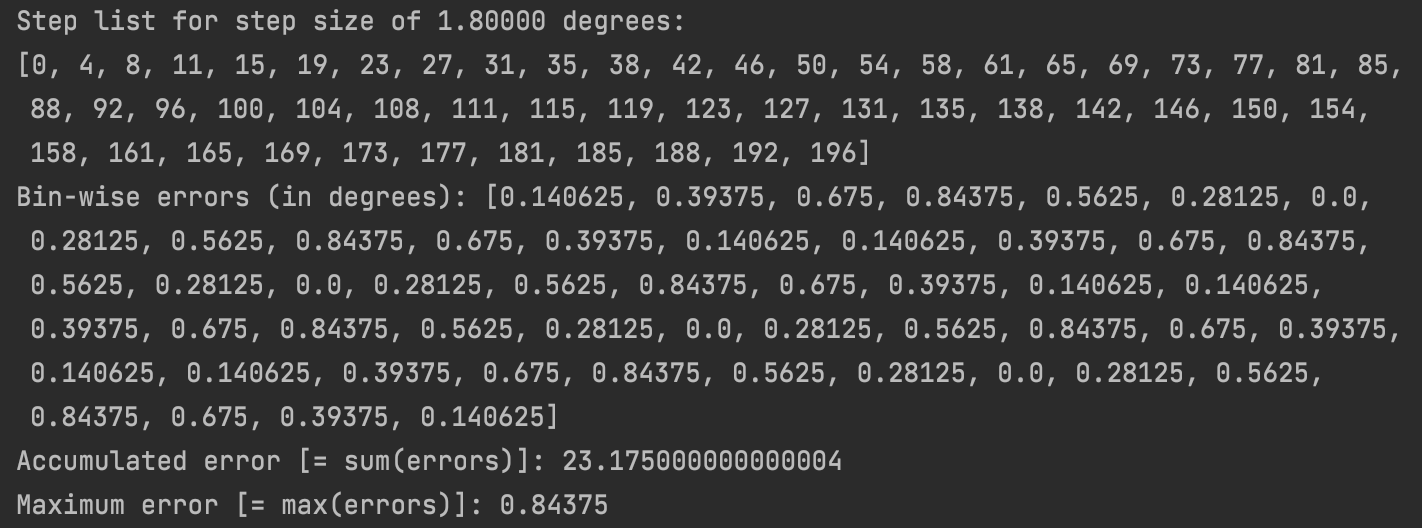 Step list for step size of 1.80000 degrees:
[0, 4, 8, 11, 15, 19, 23, 27, 31, 35, 38, 42, 46, 50, 54, 58, 61, 65, 69, 73, 77, 81, 85,
88, 92, 96, 100, 104, 108, 111, 115, 119, 123, 127, 131, 135, 138, 142, 146, 150, 154,
158, 161, 165, 169, 173, 177, 181, 185, 188, 192, 196]
Bin-wise errors (in degrees): [0.140625, 0.39375, 0.675, 0.84375, 0.5625, 0.28125, 0.0,
0.28125, 0.5625, 0.84375, 0.675, 0.39375, 0.140625, 0.140625, 0.39375, 0.675, 0.84375,
0.5625, 0.28125, 0.0, 0.28125, 0.5625, 0.84375, 0.675, 0.39375, 0.140625, 0.140625,
0.39375, 0.675, 0.84375, 0.5625, 0.28125, 0.0, 0.28125, 0.5625, 0.84375, 0.675, 0.39375,
0.140625, 0.140625, 0.39375, 0.675, 0.84375, 0.5625, 0.28125, 0.0, 0.28125, 0.5625,
0.84375, 0.675, 0.39375, 0.140625]
Accumulated error [= sum(errors)]: 23.175000000000004
Maximum error [= max(errors)]: 0.84375